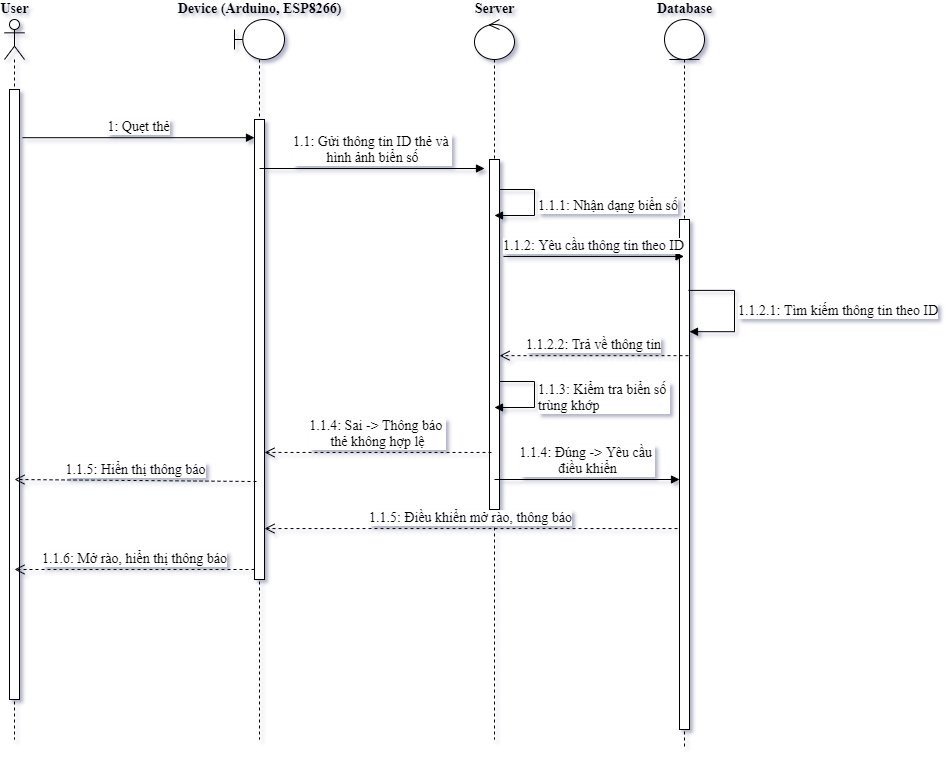 User
Device (Arduino, ESP8266)
Server
Database
1: Quẹt thẻ
1.1: Gửi thông tin ID thẻ và
hình ảnh biển số
1.1.1: Nhận dạng biển số
1.1.2: Yêu cầu thông tin theo ID
1.1.2.1: Tìm kiếm thông tin theo ID
1.1.2.2: Trả về thông tin
1.1.3: Kiểm tra biển số
trùng khớp
1.1.4: Sai -> Thông báo
thẻ không hợp lệ
1.1.4: Đúng -> Yêu cầu
điều khiển
1.1.5: Hiển thị thông báo
1.1.5: Điều khiển mở rào, thông báo
1.1.6: Mở rào, hiển thị thông báo